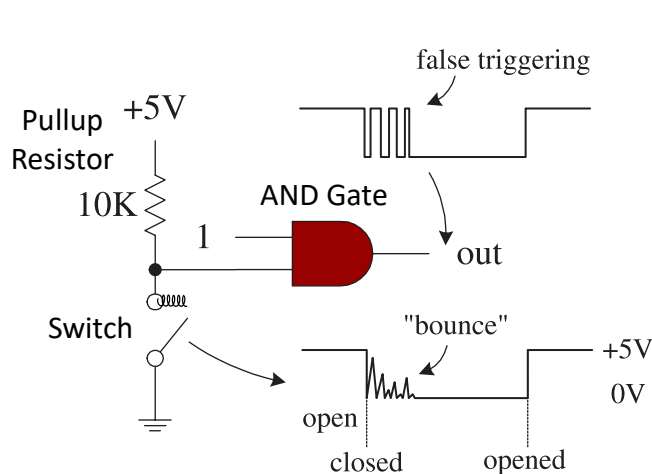 false triggering
+5V
Pullup
Resistor
10K
AND Gate
1
out
Switch
"bounce"
+5V
0V
open
closed
opened